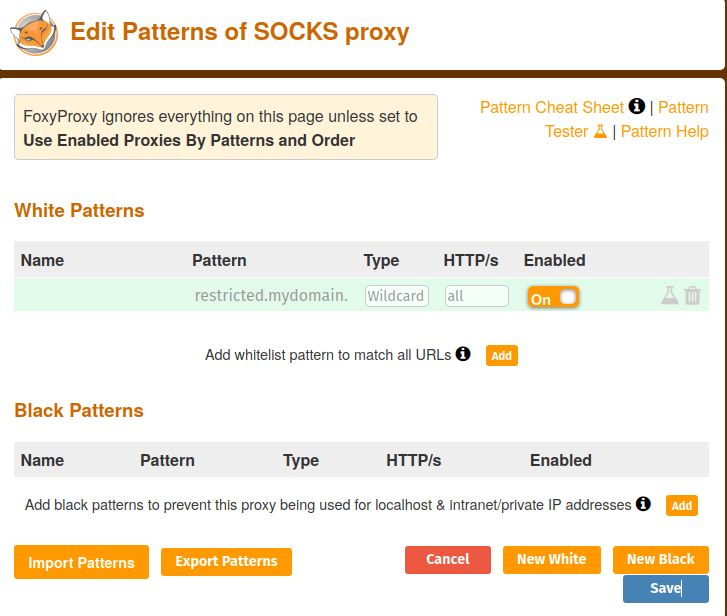 Edit Patterns of SOCKS proxy
FoxyProxy ignores everything on this page unless set to
Use Enabled Proxies By Patterns and Order
Pattern Cheat Sheet | Pattern
Tester | Pattern Help
White Patterns
Name Pattern Type HTTP/s Enabled
restricted.mydomain. Wildcard all On
Add whitelist pattern to match all URLs Add
Black Patterns
Name Pattern Type HTTP/s Enabled
Add black patterns to prevent this proxy being used for localhost & intranet/private IP addresses Add
Import Patterns Export Patterns Cancel New White New Black
Save